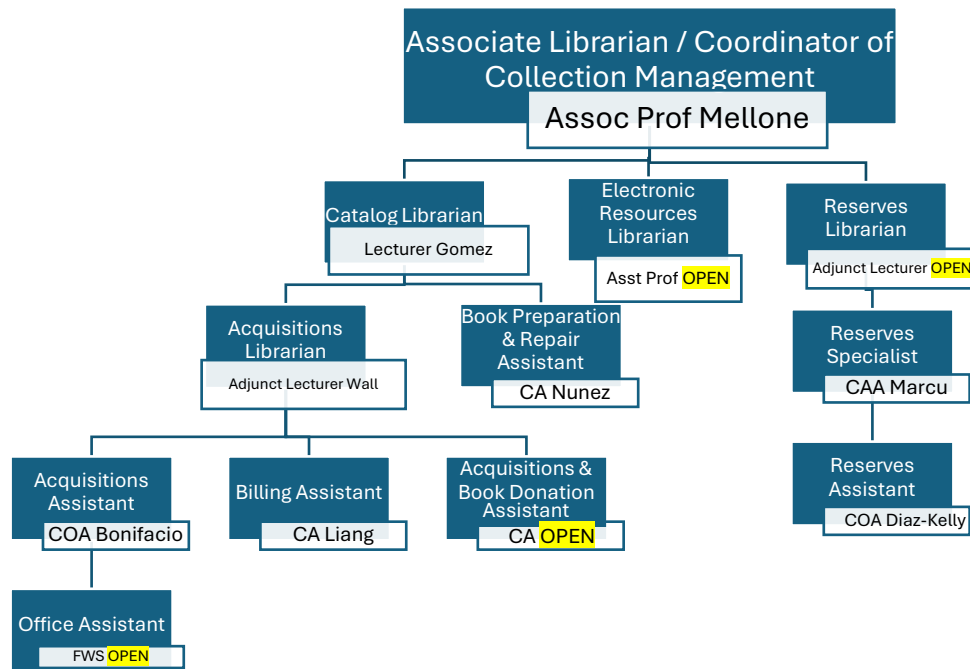 Associate Librarian / Coordinator of
Collection Management
Assoc Prof Mellone
Catalog Librarian
Lecturer Gomez
Electronic
Resources
Librarian
Asst Prof OPEN
Reserves
Librarian
Adjunct Lecturer OPEN
Acquisitions
Librarian
Adjunct Lecturer Wall
Book Preparation
& Repair
Assistant
CA Nunez
Reserves
Specialist
CAA Marcu
Acquisitions
Assistant
COA Bonifacio
Billing Assistant
CA Liang
Acquisitions &
Book Donation
Assistant
CA OPEN
Reserves
Assistant
COA Diaz-Kelly
Office Assistant
FWS OPEN